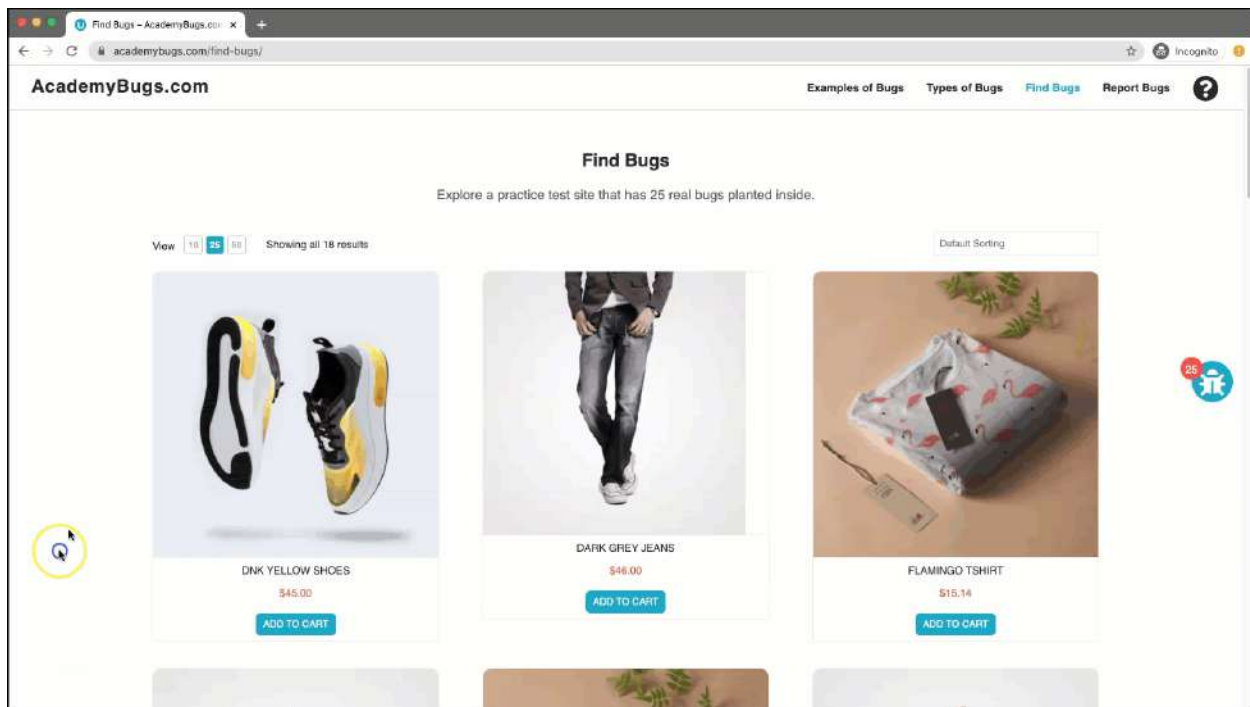 Find Bugs – AcademyBugs.com
academybugs.com/find-bugs/
Incognito
AcademyBugs.com
Examples of Bugs Types of Bugs Find Bugs Report Bugs ?
Find Bugs
Explore a practice test site that has 25 real bugs planted inside.
View 10 25 50 Showing all 18 results
Default Sorting
25
DNK YELLOW SHOES
$45.00
ADD TO CART
DARK GREY JEANS
$46.00
ADD TO CART
FLAMINGO TSHIRT
$15.14
ADD TO CART